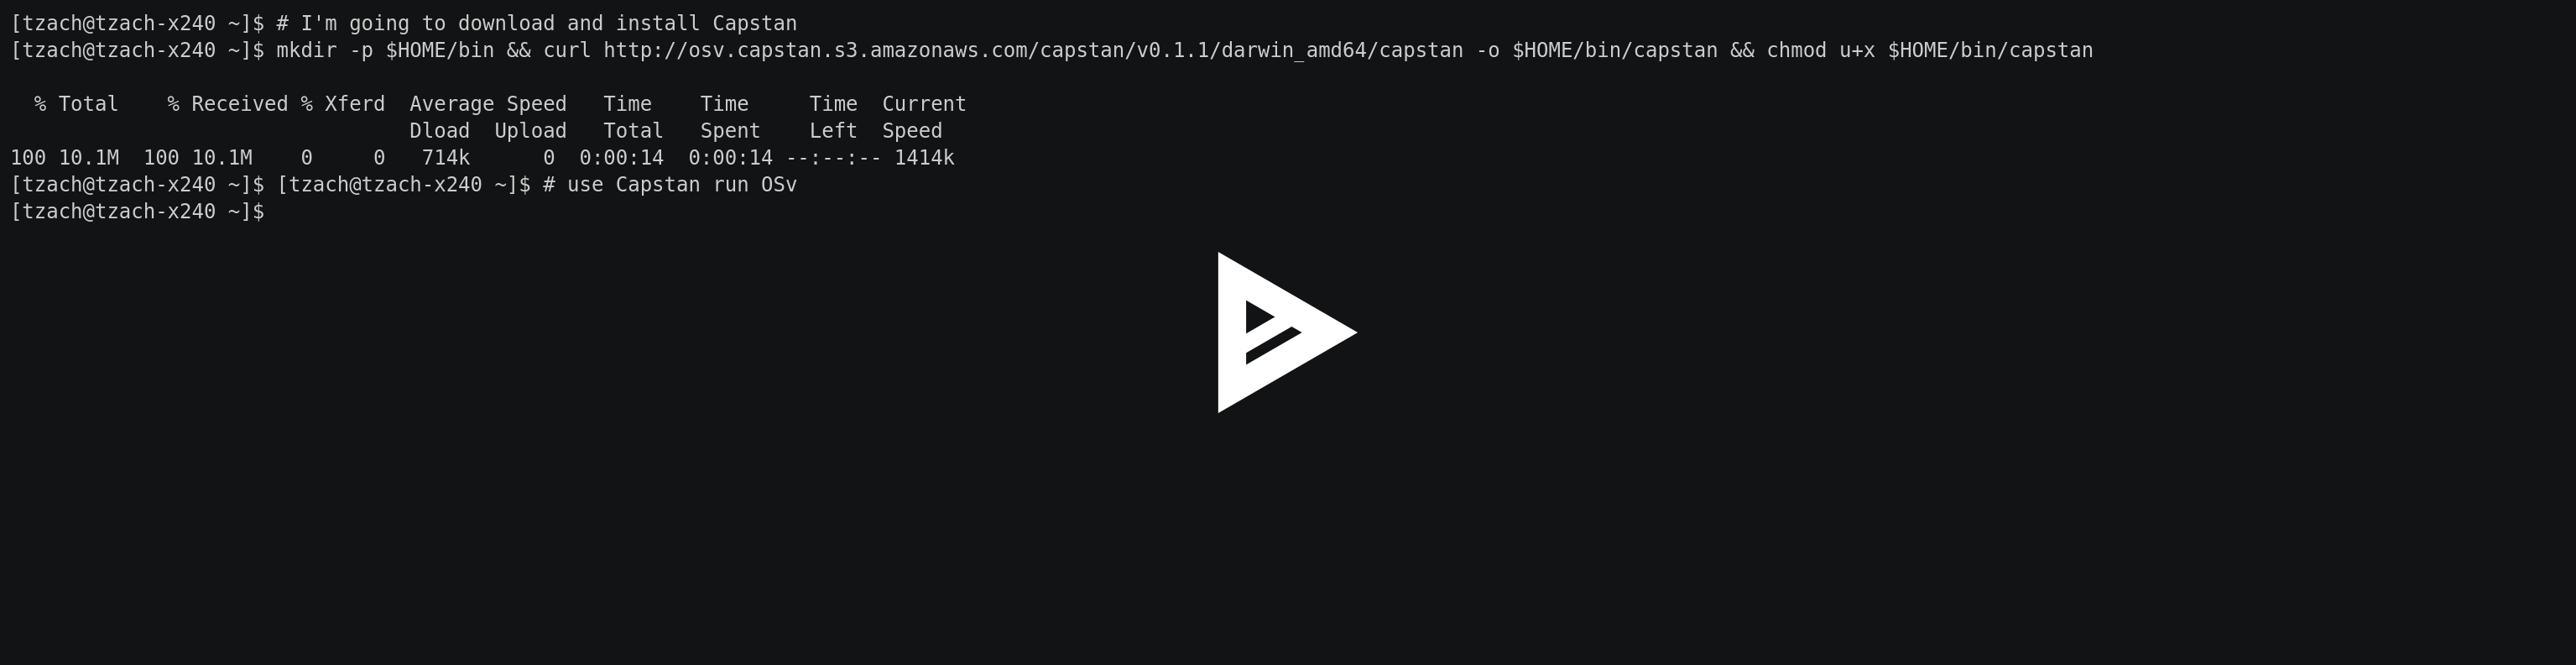 [tzach@tzach-x240 ~]$ # I'm going to download and install Capstan
[tzach@tzach-x240 ~]$ mkdir -p $HOME/bin && curl http://osv.capstan.s3.amazonaws.com/capstan/v0.1.1/darwin_amd64/capstan -o $HOME/bin/capstan && chmod u+x $HOME/bin/capstan
  % Total    % Received % Xferd  Average Speed   Time    Time     Time  Current
                                 Dload  Upload   Total   Spent    Left  Speed
100 10.1M  100 10.1M    0     0   714k      0  0:00:14  0:00:14 --:--:-- 1414k
[tzach@tzach-x240 ~]$ [tzach@tzach-x240 ~]$ # use Capstan run OSv
[tzach@tzach-x240 ~]$